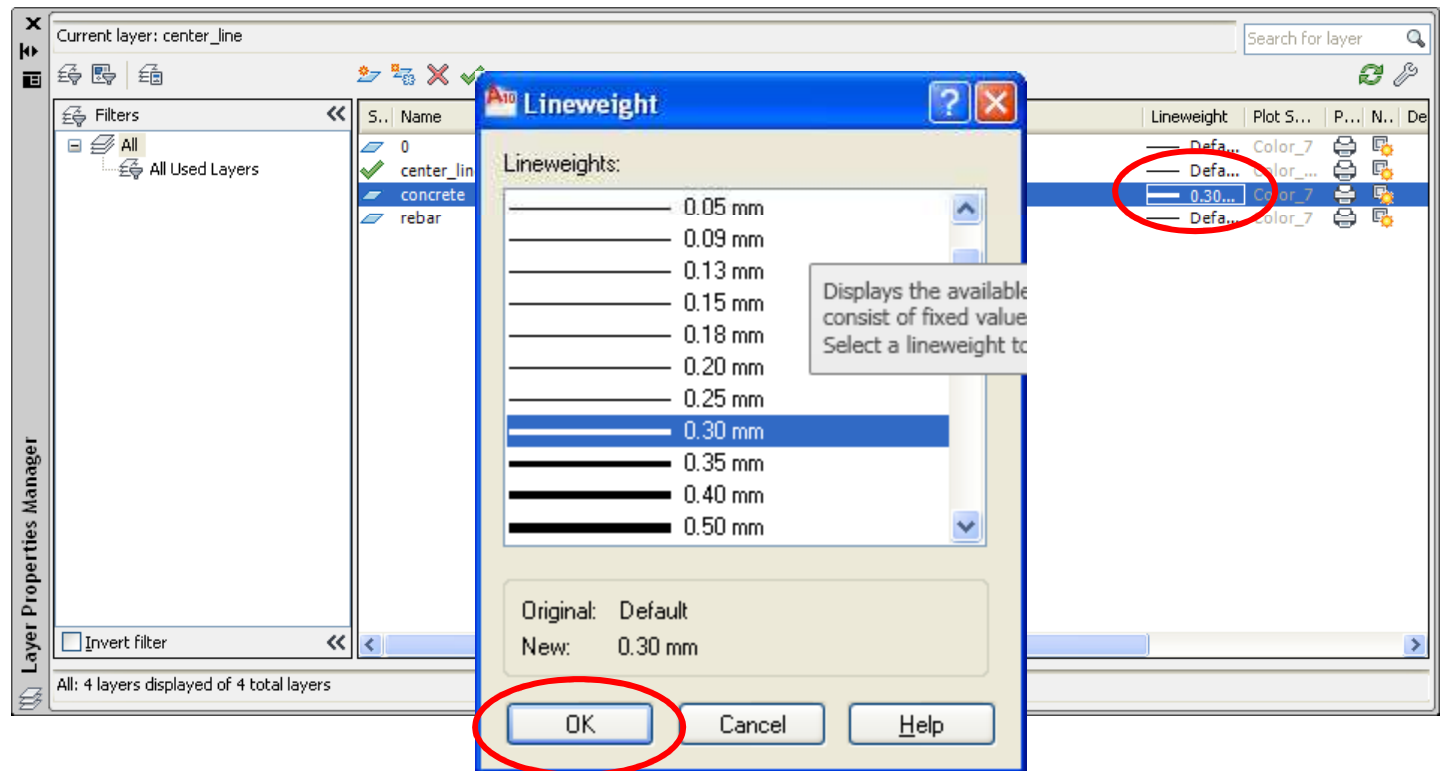 Current layer: center_line
Search for layer
Filters
All
All Used Layers
Invert filter
All: 4 layers displayed of 4 total layers
Layer Properties Manager
S.. Name Lineweight Plot S... P... N.. De
0 Defa... Color_7
center_lin Defa... Color_...
concrete 0.30... Color_7
rebar Defa... Color_7
A10 Lineweight
Lineweights:
0.05 mm
0.09 mm
0.13 mm
0.15 mm
0.18 mm
0.20 mm
0.25 mm
0.30 mm
0.35 mm
0.40 mm
0.50 mm
Displays the available
consist of fixed value
Select a lineweight to
Original: Default
New: 0.30 mm
OK Cancel Help